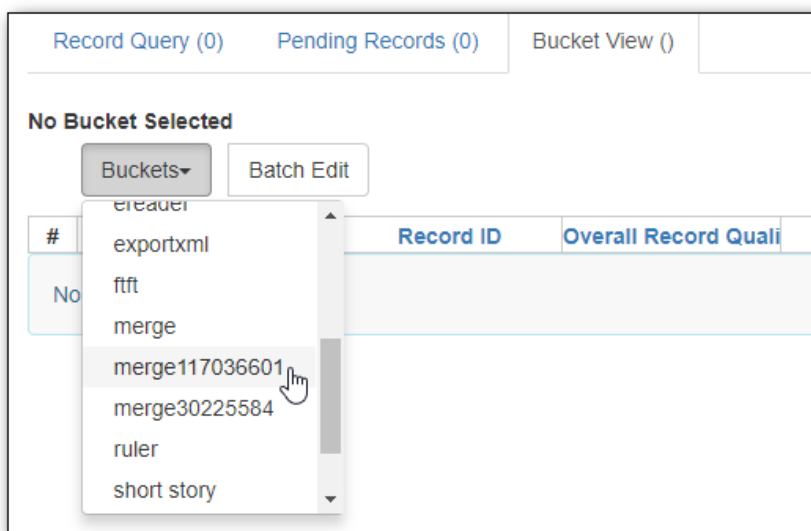 Record Query (0) Pending Records (0) Bucket View ()
No Bucket Selected
Buckets Batch Edit
ereader
# Record ID Overall Record Quali
exportxml
No
ftft
merge
merge117036601
merge30225584
ruler
short story